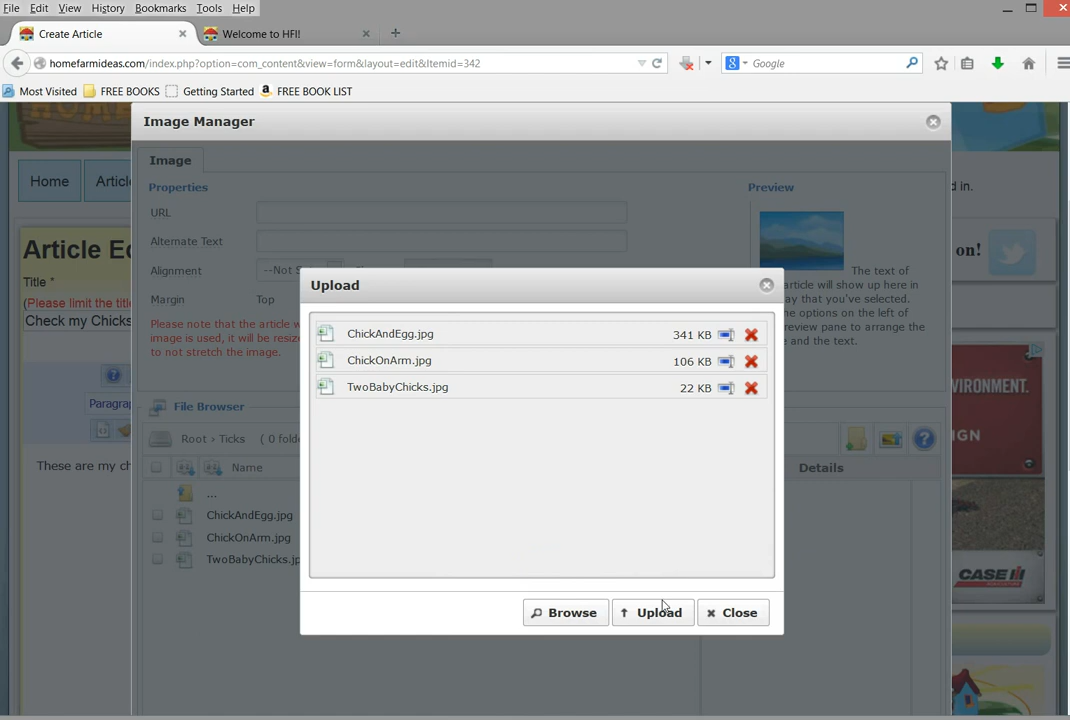 File Edit View History Bookmarks Tools Help
Create Article
Welcome to HFI!
homefarmideas.com/index.php?option=com_content&view=form&layout=edit&Itemid=342
Google
Most Visited FREE BOOKS Getting Started FREE BOOK LIST
Image Manager
Image
Properties
Preview
URL
Alternate Text
Alignment
--Not S
Margin Top
Please note that the article w
image is used, it will be resize
to not stretch the image.
The text of
article will show up here in
ay that you've selected.
he options on the left of
review pane to arrange the
e and the text.
Home
Article
d in.
on!
Article Ed
Title *
(Please limit the title
Check my Chicks
Paragrap
These are my ch
Upload
ChickAndEgg.jpg 341 KB
ChickOnArm.jpg 106 KB
TwoBabyChicks.jpg 22 KB
Browse Upload Close
File Browser
Root › Ticks ( 0 folde
Name
Details
...
ChickAndEgg.jpg
ChickOnArm.jpg
TwoBabyChicks.jp
VIRONMENT.
IGN
CASE IH